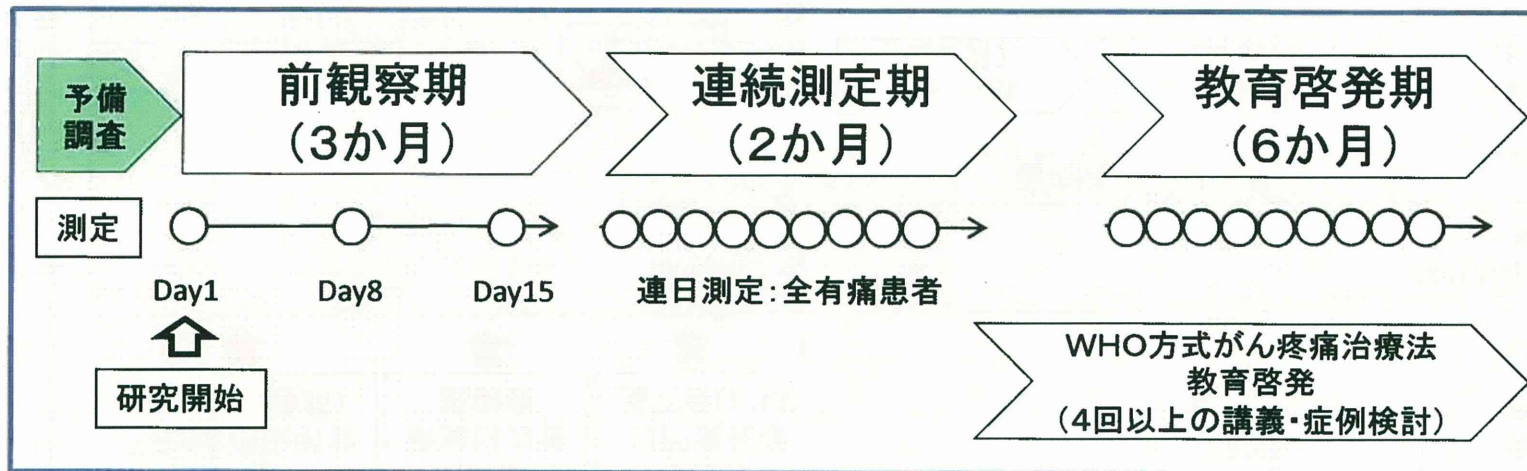 予備
調査
前観察期
(3か月)
連続測定期
(2か月)
教育啓発期
(6か月)
測定
Day1
Day8
Day15
連日測定:全有痛患者
研究開始
WHO方式がん疼痛治療法
教育啓発
(4回以上の講義・症例検討)